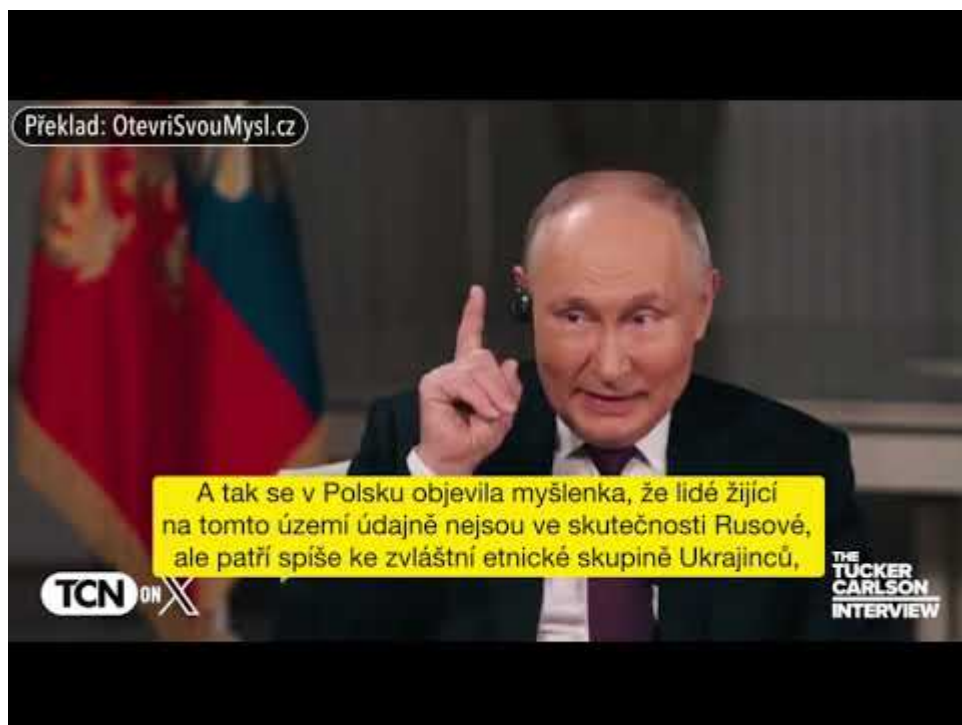 Překlad: OtevriSvouMysl.cz
A tak se v Polsku objevila myšlenka, že lidé žijící
na tomto území údajně nejsou ve skutečnosti Rusové,
ale patří spíše ke zvláštní etnické skupině Ukrajinců,
TCN ON X
THE
TUCKER
CARLSON
INTERVIEW